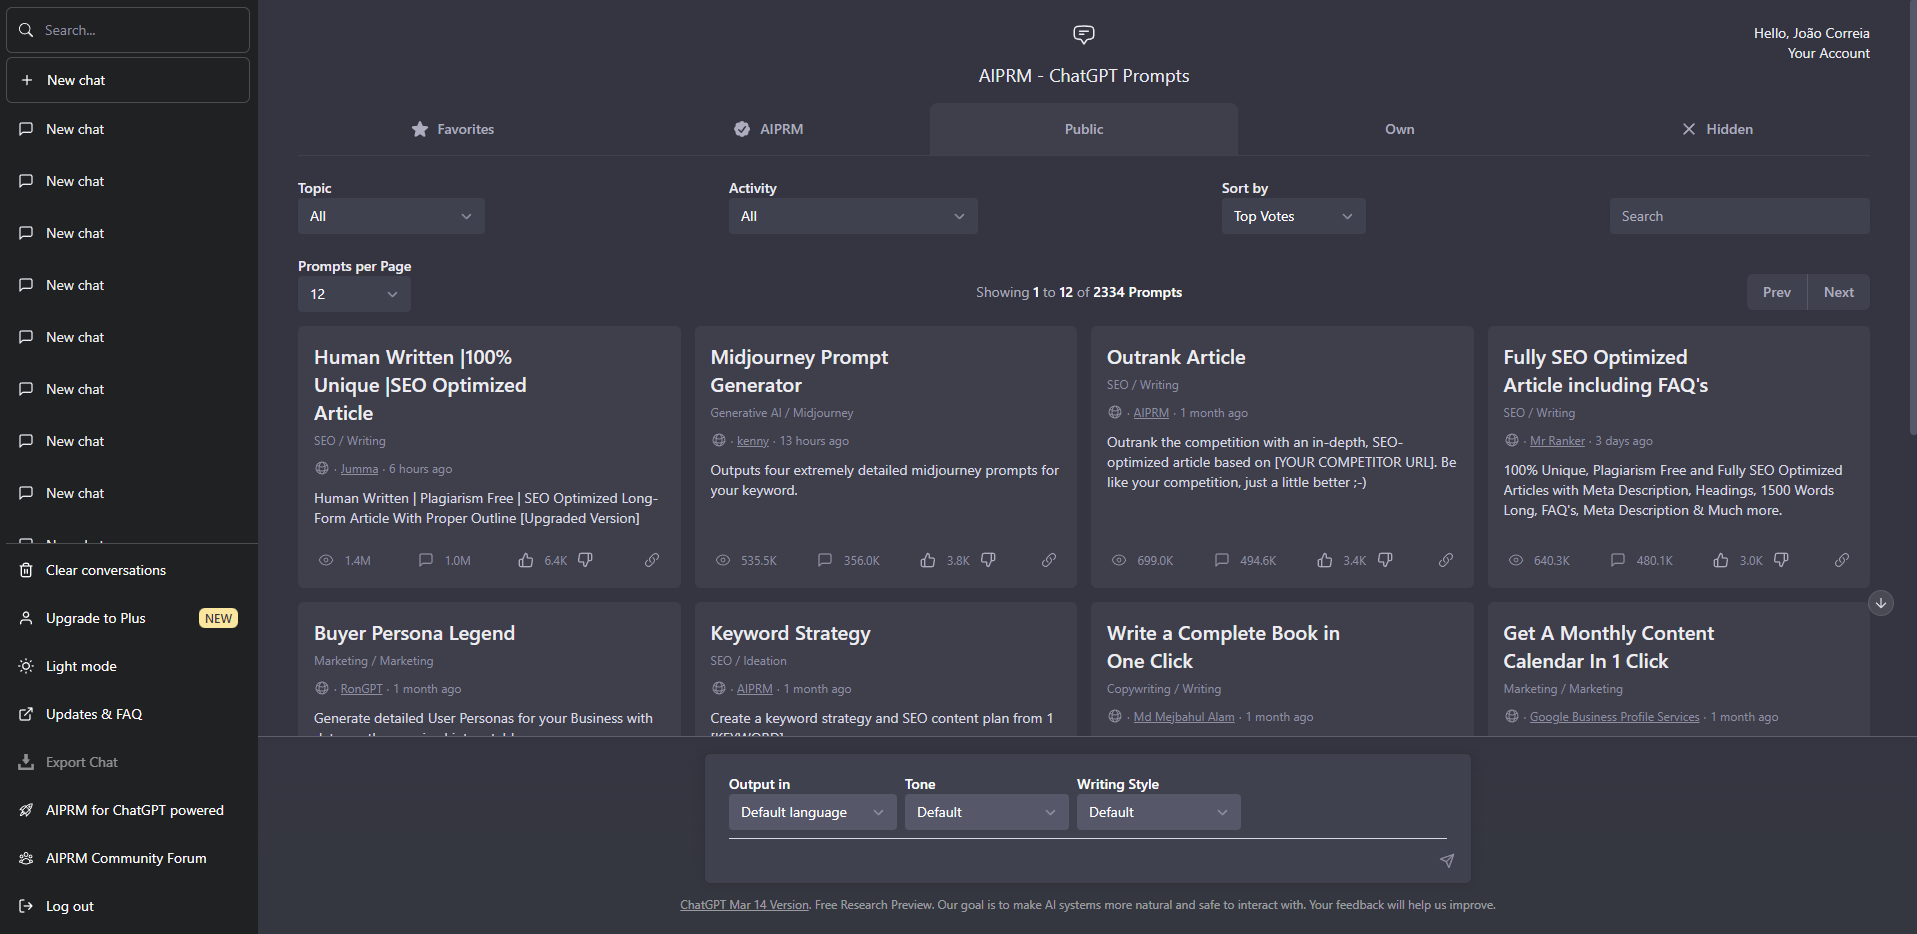 Search...
New chat
New chat
New chat
New chat
New chat
New chat
New chat
New chat
New chat
Clear conversations
Upgrade to Plus NEW
Light mode
Updates & FAQ
Export Chat
AIPRM for ChatGPT powered
AIPRM Community Forum
Log out
Hello, João Correia
Your Account
AIPRM - ChatGPT Prompts
Favorites AIPRM Public Own Hidden
Topic Activity Sort by
All All Top Votes Search
Prompts per Page
12 Showing 1 to 12 of 2334 Prompts Prev Next
Human Written |100%
Unique |SEO Optimized
Article
SEO / Writing
· Jumma · 6 hours ago
Human Written | Plagiarism Free | SEO Optimized Long-
Form Article With Proper Outline [Upgraded Version]
1.4M 1.0M 6.4K
Midjourney Prompt
Generator
Generative AI / Midjourney
· kenny · 13 hours ago
Outputs four extremely detailed midjourney prompts for
your keyword.
535.5K 356.0K 3.8K
Outrank Article
SEO / Writing
· AIPRM · 1 month ago
Outrank the competition with an in-depth, SEO-
optimized article based on [YOUR COMPETITOR URL]. Be
like your competition, just a little better ;-)
699.0K 494.6K 3.4K
Fully SEO Optimized
Article including FAQ's
SEO / Writing
· Mr Ranker · 3 days ago
100% Unique, Plagiarism Free and Fully SEO Optimized
Articles with Meta Description, Headings, 1500 Words
Long, FAQ's, Meta Description & Much more.
640.3K 480.1K 3.0K
Buyer Persona Legend
Marketing / Marketing
· RonGPT · 1 month ago
Generate detailed User Personas for your Business with
Keyword Strategy
SEO / Ideation
· AIPRM · 1 month ago
Create a keyword strategy and SEO content plan from 1
[KEYWORD]
Write a Complete Book in
One Click
Copywriting / Writing
· Md Mejbahul Alam · 1 month ago
Get A Monthly Content
Calendar In 1 Click
Marketing / Marketing
· Google Business Profile Services · 1 month ago
Output in Tone Writing Style
Default language Default Default
ChatGPT Mar 14 Version. Free Research Preview. Our goal is to make AI systems more natural and safe to interact with. Your feedback will help us improve.